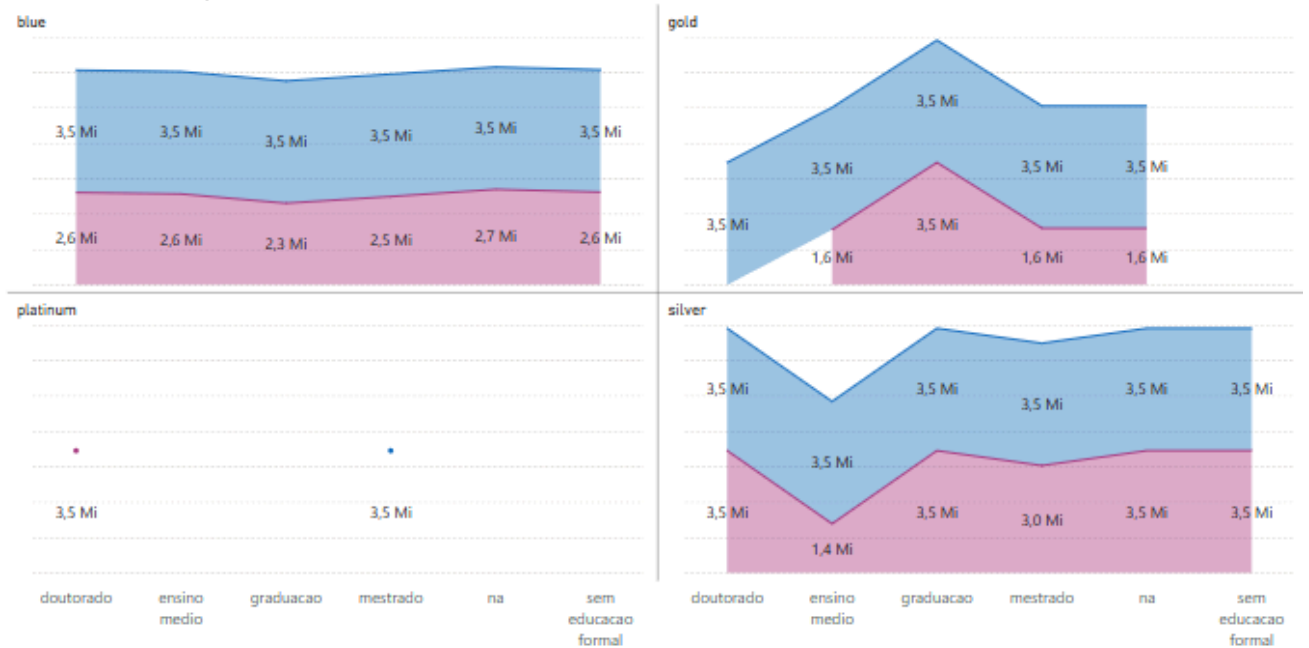 blue
3,5 Mi 3,5 Mi 3,5 Mi 3,5 Mi 3,5 Mi 3,5 Mi
2,6 Mi 2,6 Mi 2,3 Mi 2,5 Mi 2,7 Mi 2,6 Mi
gold
3,5 Mi 3,5 Mi 3,5 Mi 3,5 Mi 3,5 Mi
1,6 Mi 3,5 Mi 1,6 Mi 1,6 Mi
platinum
3,5 Mi 3,5 Mi
silver
3,5 Mi 3,5 Mi 3,5 Mi 3,5 Mi 3,5 Mi 3,5 Mi
3,5 Mi 1,4 Mi 3,5 Mi 3,0 Mi 3,5 Mi 3,5 Mi
doutorado
ensino
medio
graduacao
mestrado
na
sem
educacao
formal
doutorado
ensino
medio
graduacao
mestrado
na
sem
educacao
formal